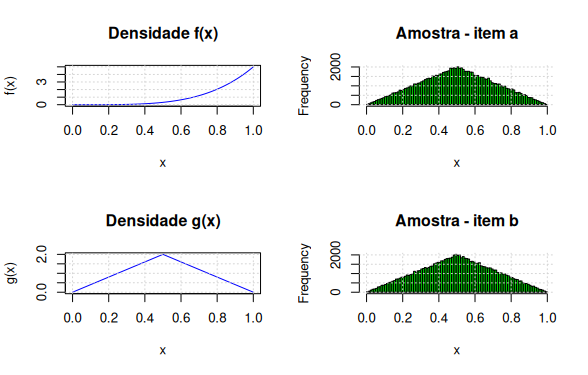 Densidade f(x)
f(x)
3
0
0.0 0.2 0.4 0.6 0.8 1.0
x
Amostra - item a
Frequency
2000
0
0.0 0.2 0.4 0.6 0.8 1.0
x
Densidade g(x)
g(x)
2.0
0.0
0.0 0.2 0.4 0.6 0.8 1.0
x
Amostra - item b
Frequency
2000
0
0.0 0.2 0.4 0.6 0.8 1.0
x